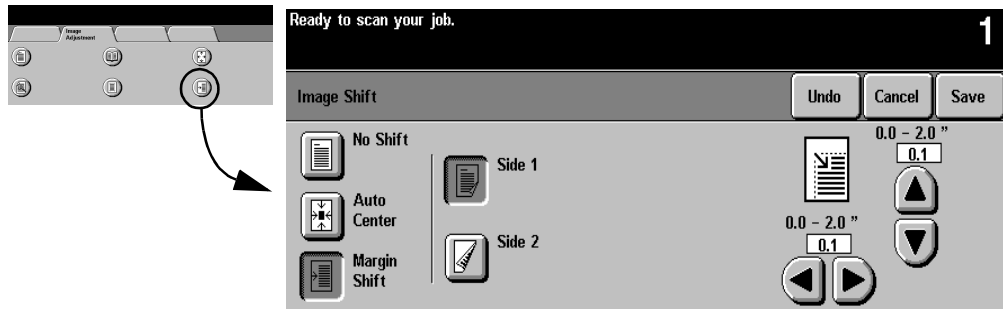 Image
Adjustment
Ready to scan your job.
1
Image Shift
Undo
Cancel
Save
No Shift
Auto
Center
Margin
Shift
Side 1
Side 2
0.0 - 2.0 "
0.1
0.0 - 2.0 "
0.1